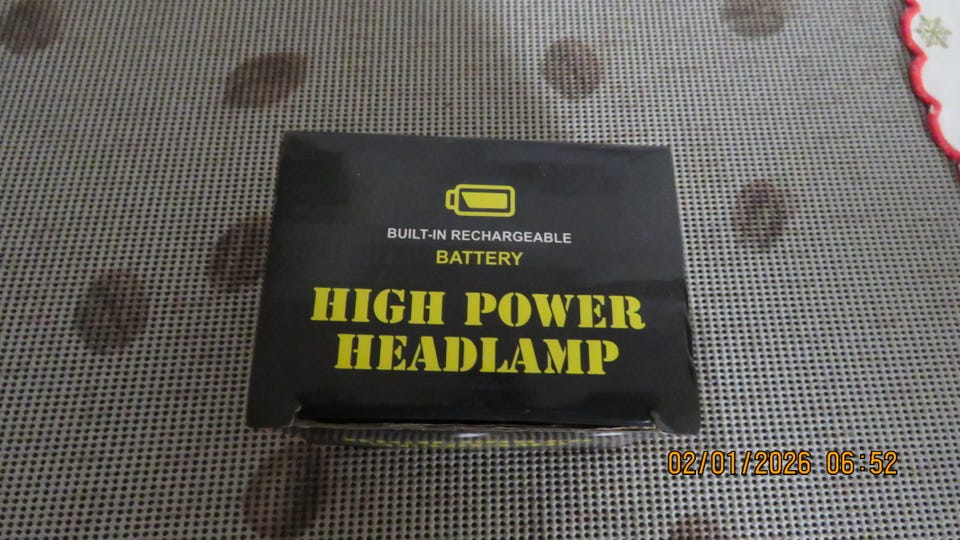 BUILT-IN RECHARGEABLE
BATTERY
HIGH POWER
HEADLAMP
02/01/2026 06:52